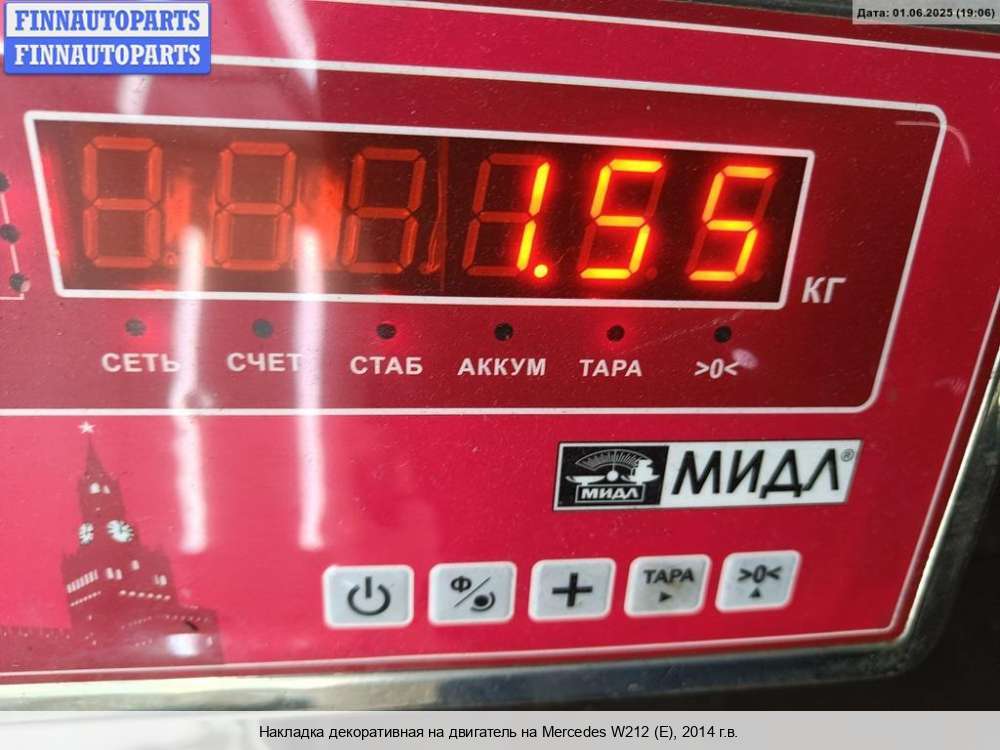 FINNAUTOPARTS
FINNAUTOPARTS
Дата: 01.06.2025 (19:06)
1.55
КГ
СЕТЬ СЧЕТ СТАБ АККУМ ТАРА >0<
МИДЛ МИДЛ®
Ф/ + ТАРА >0<
Накладка декоративная на двигатель на Mercedes W212 (E), 2014 г.в.